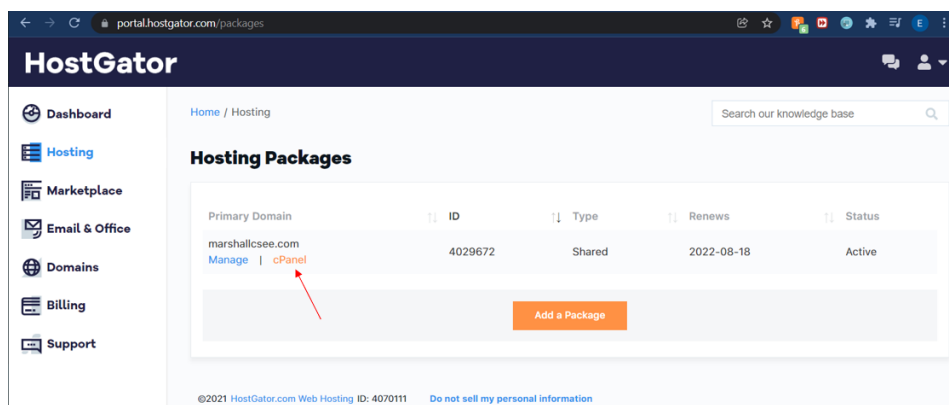 portal.hostgator.com/packages
E
HostGator
Dashboard
Hosting
Marketplace
Email & Office
Domains
Billing
Support
Home / Hosting
Search our knowledge base
Hosting Packages
Primary Domain ID Type Renews Status
marshallcsee.com
Manage | cPanel
4029672 Shared 2022-08-18 Active
Add a Package
©2021 HostGator.com Web Hosting ID: 4070111 Do not sell my personal information